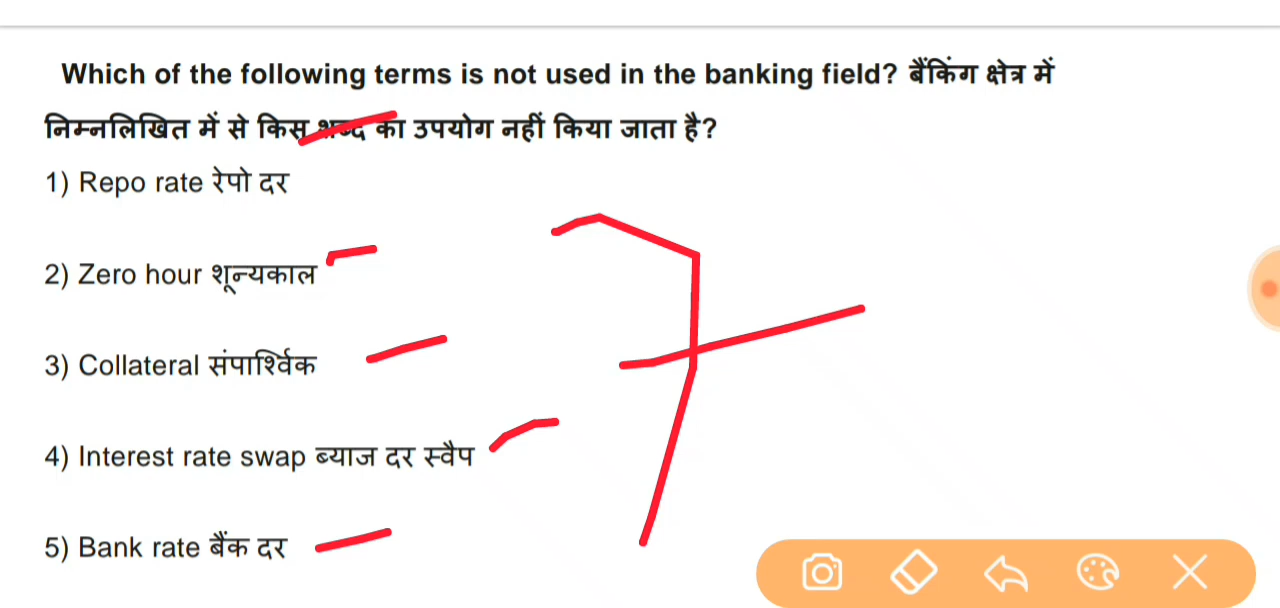 Which of the following terms is not used in the banking field? बैंकिंग क्षेत्र में
निम्नलिखित में से किस शब्द का उपयोग नहीं किया जाता है?
1) Repo rate रेपो दर
2) Zero hour शून्यकाल
3) Collateral संपार्श्विक
4) Interest rate swap ब्याज दर स्वैप
5) Bank rate बैंक दर